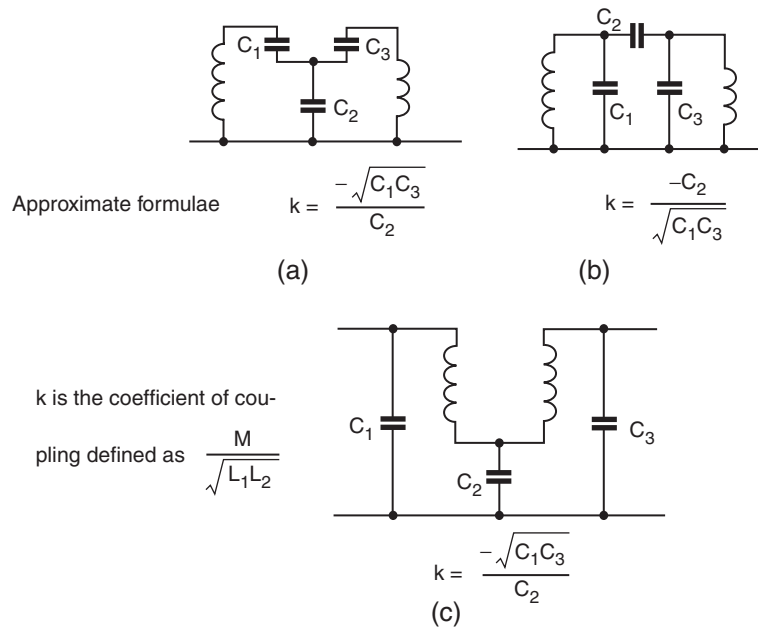 C₁ C₃
C₂
C₂
C₁ C₃
Approximate formulae k = −√C₁C₃ / C₂
k = −C₂ / √C₁C₃
(a) (b)
k is the coefficient of cou-
pling defined as M / √L₁L₂
C₁ C₂ C₃
k = −√C₁C₃ / C₂
(c)